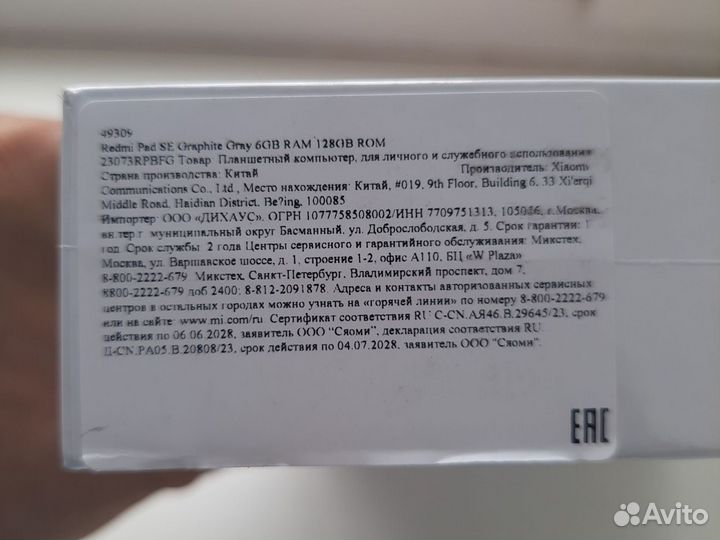 49309
Redmi Pad SE Graphite Gray 6GB RAM 128GB ROM
23073RPBFG Товар: Планшетный компьютер, для личного и служебного использования
Страна производства: Китай Производитель: Xiaomi
Communications Co., Ltd., Место нахождения: Китай, #019, 9th Floor, Building 6, 33 Xi'erqi
Middle Road, Haidian District, Be?ing, 100085
Импортер: ООО «ДИХАУС». ОГРН 1077758508002/ИНН 7709751313, 105046, г.Москва,
вн.тер.г. муниципальный округ Басманный, ул. Доброслободская, д. 5. Срок гарантии: 1
год. Срок службы: 2 года Центры сервисного и гарантийного обслуживания: Микстех,
Москва, ул. Варшавское шоссе, д. 1, строение 1-2, офис А110, БЦ «W Plaza»
8-800-2222-679 Микстех, Санкт-Петербург, Владимирский проспект, дом 7,
8800-2222-679 доб 2400; 8-812-2091878. Адреса и контакты авторизованных сервисных
центров в остальных городах можно узнать на «горячей линии» по номеру 8-800-2222-679
или на сайте: www.mi.com/ru Сертификат соответствия RU C-CN.АЯ46.В.29645/23, срок
действия по 06.06.2028, заявитель ООО "Сяоми", декларация соответствия RU
Д-CN.РА05.В.20808/23, срок действия по 04.07.2028, заявитель ООО "Сяоми".
EAC
Avito